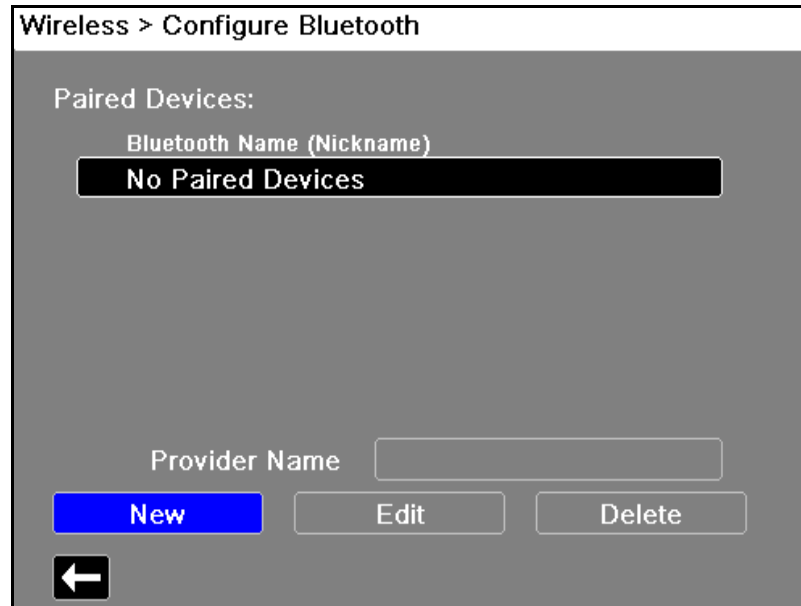 Wireless > Configure Bluetooth
Paired Devices:
Bluetooth Name (Nickname)
No Paired Devices
Provider Name
New Edit Delete